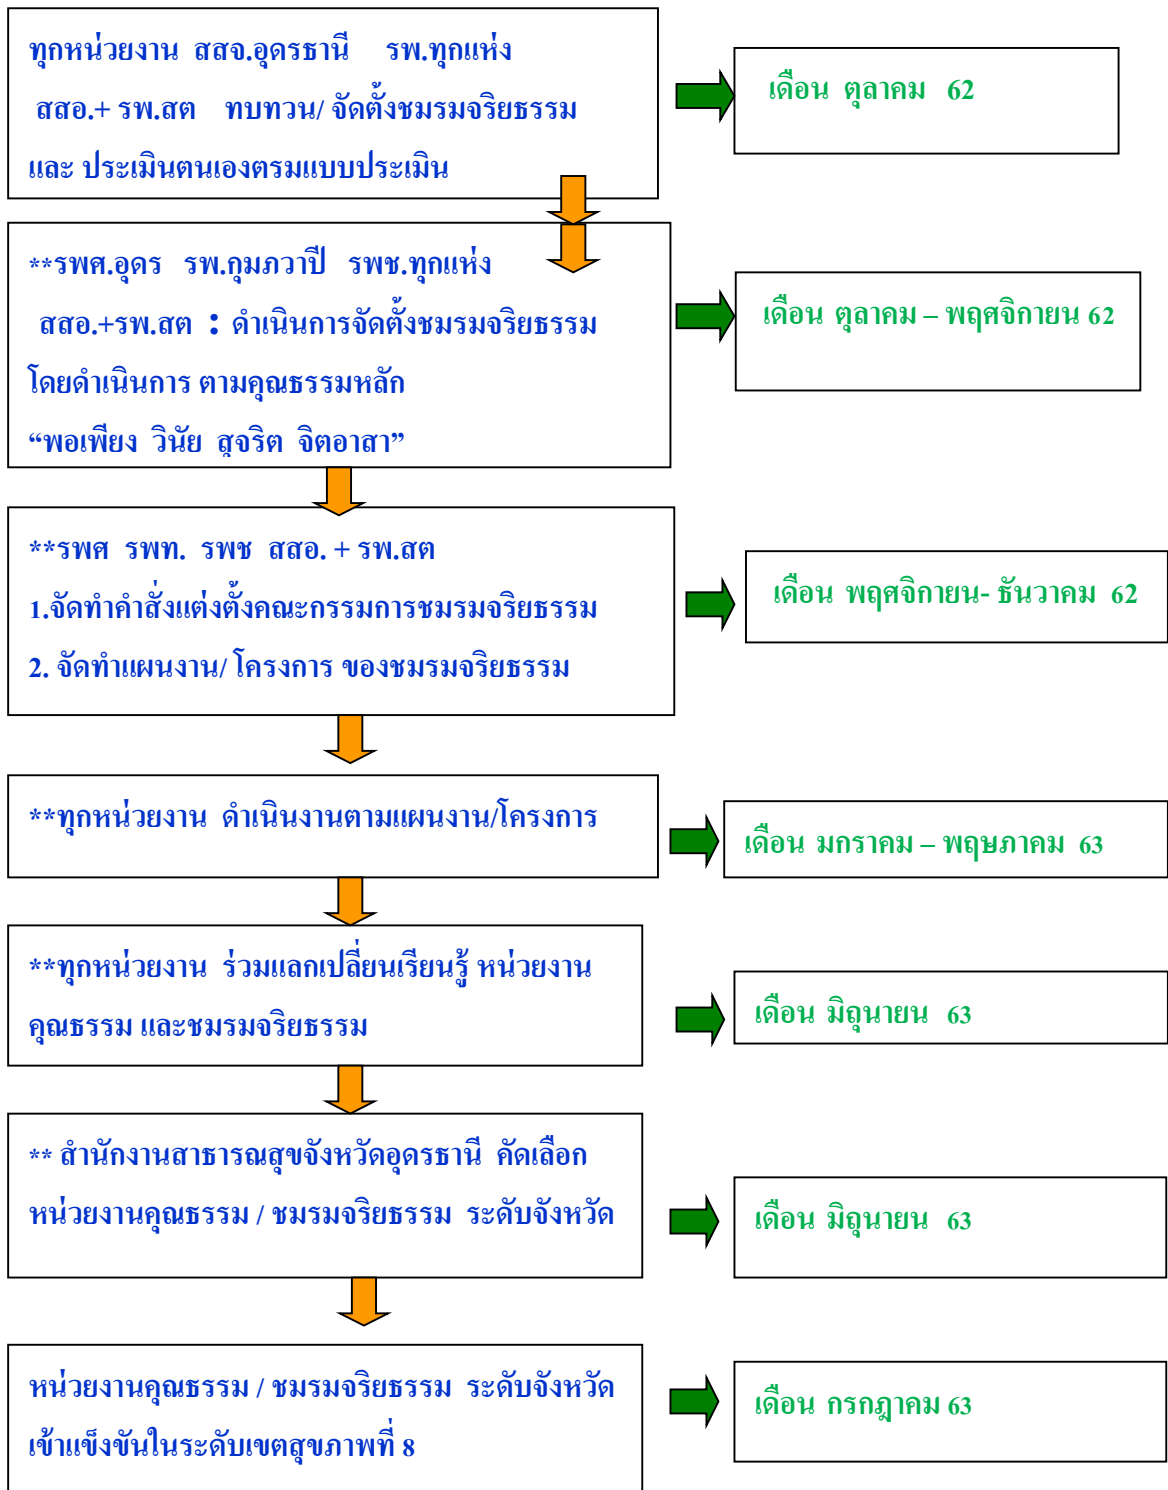 ทุกหน่วยงาน สสจ.อุดรธานี รพ.ทุกแห่ง
สสอ.+ รพ.สต ทบทวน/ จัดตั้งชมรมจริยธรรม
และ ประเมินตนเองตรมแบบประเมิน
เดือน ตุลาคม 62
**รพศ.อุดร รพ.กุมภวาปี รพช.ทุกแห่ง
สสอ.+รพ.สต : ดำเนินการจัดตั้งชมรมจริยธรรม
โดยดำเนินการ ตามคุณธรรมหลัก
“พอเพียง วินัย สุจริต จิตอาสา”
เดือน ตุลาคม – พฤศจิกายน 62
**รพศ รพท. รพช สสอ. + รพ.สต
1.จัดทำคำสั่งแต่งตั้งคณะกรรมการชมรมจริยธรรม
2. จัดทำแผนงาน/ โครงการ ของชมรมจริยธรรม
เดือน พฤศจิกายน- ธันวาคม 62
**ทุกหน่วยงาน ดำเนินงานตามแผนงาน/โครงการ
เดือน มกราคม – พฤษภาคม 63
**ทุกหน่วยงาน ร่วมแลกเปลี่ยนเรียนรู้ หน่วยงาน
คุณธรรม และชมรมจริยธรรม
เดือน มิถุนายน 63
** สำนักงานสาธารณสุขจังหวัดอุดรธานี คัดเลือก
หน่วยงานคุณธรรม / ชมรมจริยธรรม ระดับจังหวัด
เดือน มิถุนายน 63
หน่วยงานคุณธรรม / ชมรมจริยธรรม ระดับจังหวัด
เข้าแข็งขันในระดับเขตสุขภาพที่ 8
เดือน กรกฎาคม 63